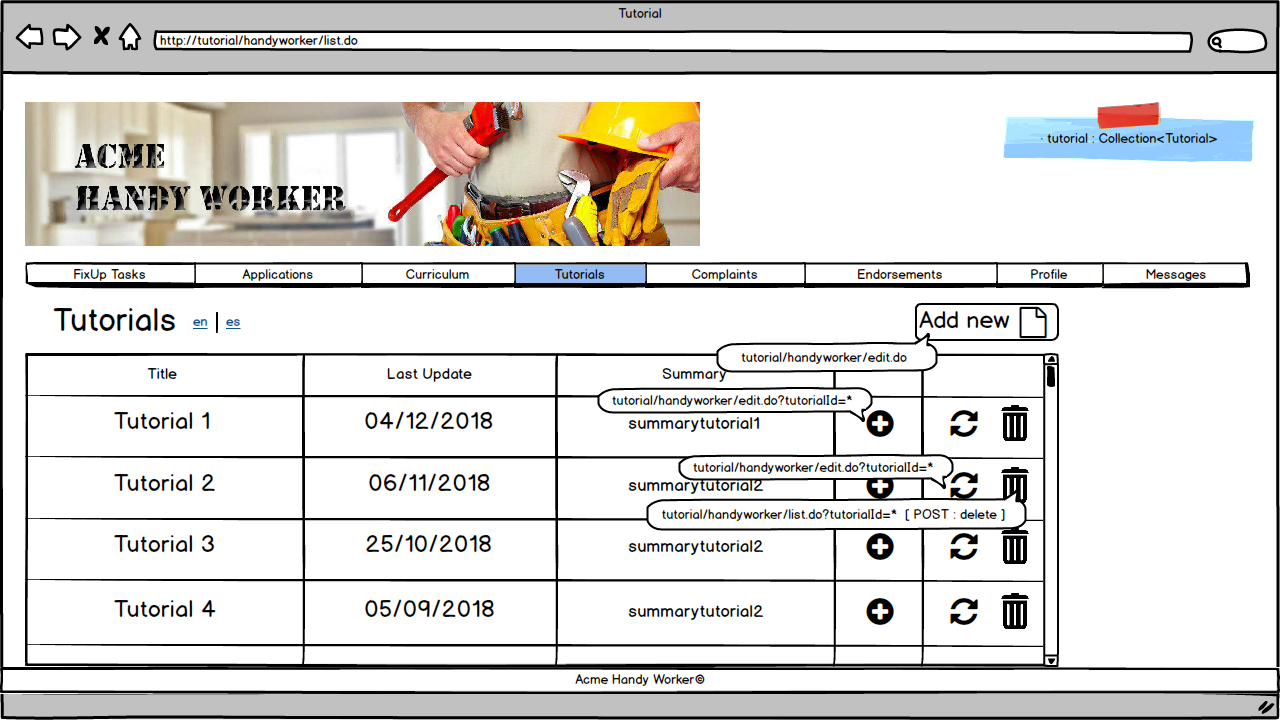 Tutorial
http://tutorial/handyworker/list.do
ACME
HANDY WORKER
tutorial : Collection<Tutorial>
FixUp Tasks Applications Curriculum Tutorials Complaints Endorsements Profile Messages
Tutorials en | es
Add new
tutorial/handyworker/edit.do
Title Last Update Summary
tutorial/handyworker/edit.do?tutorialId=*
Tutorial 1 04/12/2018 summarytutorial1
tutorial/handyworker/edit.do?tutorialId=*
Tutorial 2 06/11/2018 summarytutorial2
tutorial/handyworker/list.do?tutorialId=* [ POST : delete ]
Tutorial 3 25/10/2018 summarytutorial2
Tutorial 4 05/09/2018 summarytutorial2
Acme Handy Worker©